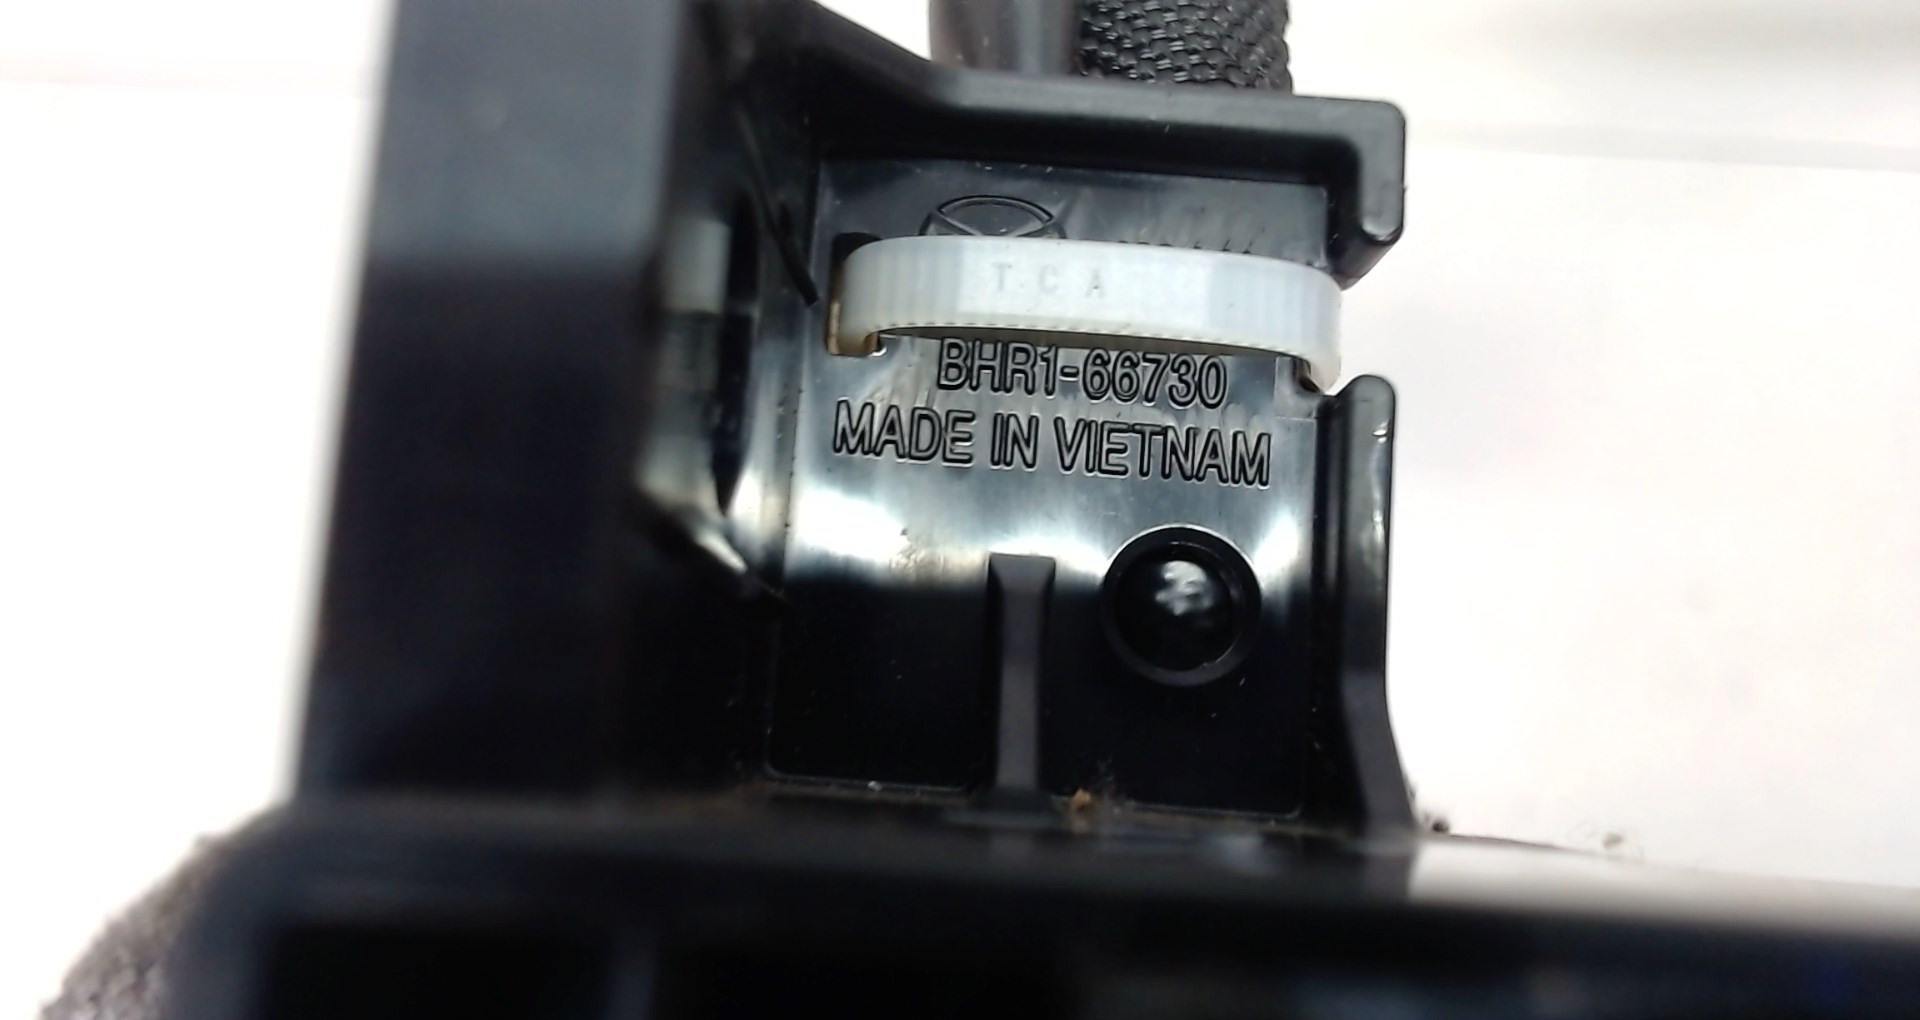 T.C A
BHR1-66730
MADE IN VIETNAM